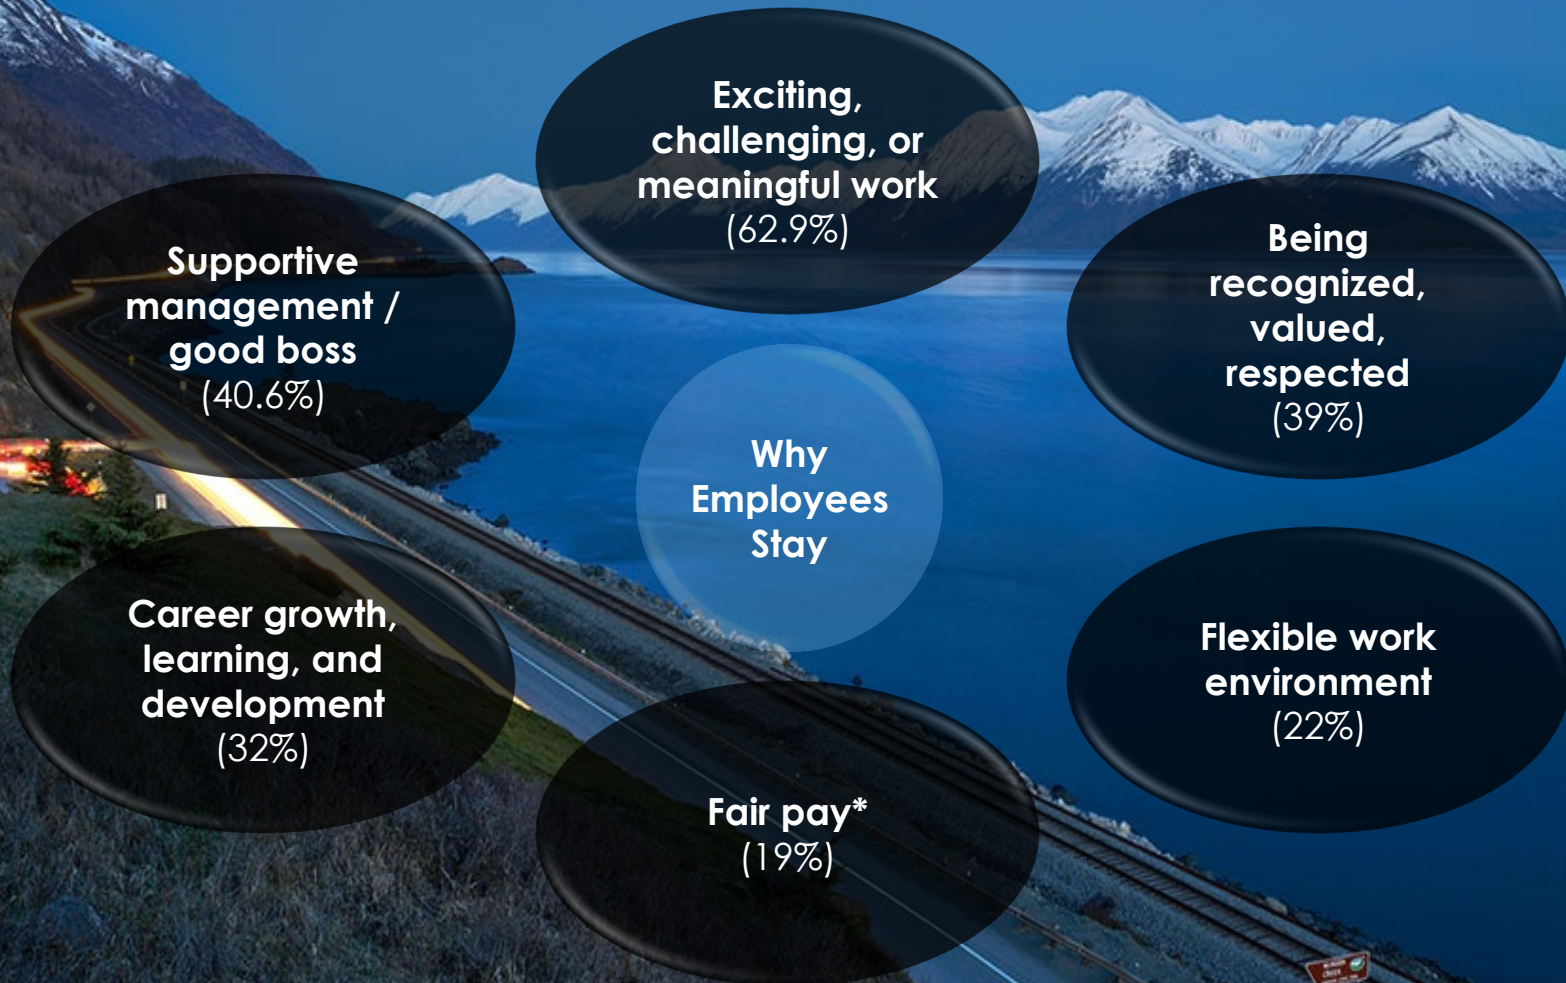 Exciting,
challenging, or
meaningful work
(62.9%)
Being
recognized,
valued,
respected
(39%)
Flexible work
environment
(22%)
Fair pay*
(19%)
Career growth,
learning, and
development
(32%)
Supportive
management /
good boss
(40.6%)
Why
Employees
Stay